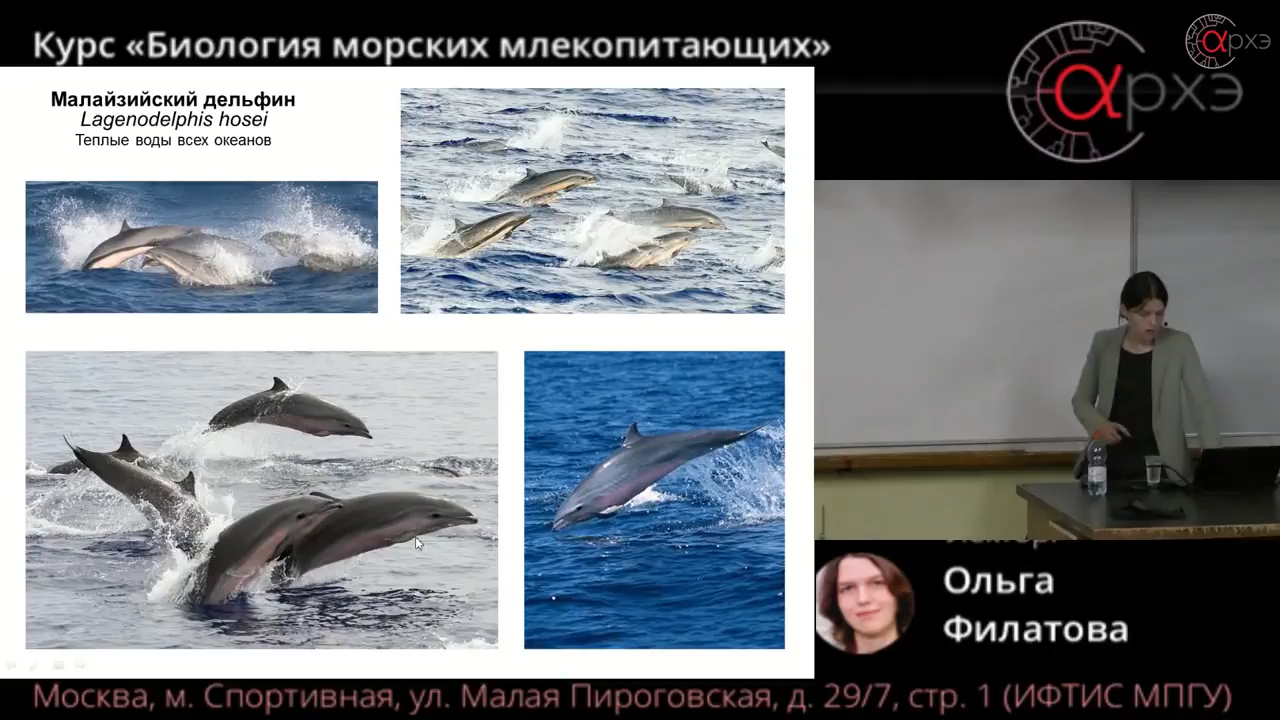 Курс «Биология морских млекопитающих»
αрхэ
αрхэ
Малайзийский дельфин
Lagenodelphis hosei
Теплые воды всех океанов
Ольга
Филатова
Москва, м. Спортивная, ул. Малая Пироговская, д. 29/7, стр. 1 (ИФТИС МПГУ)